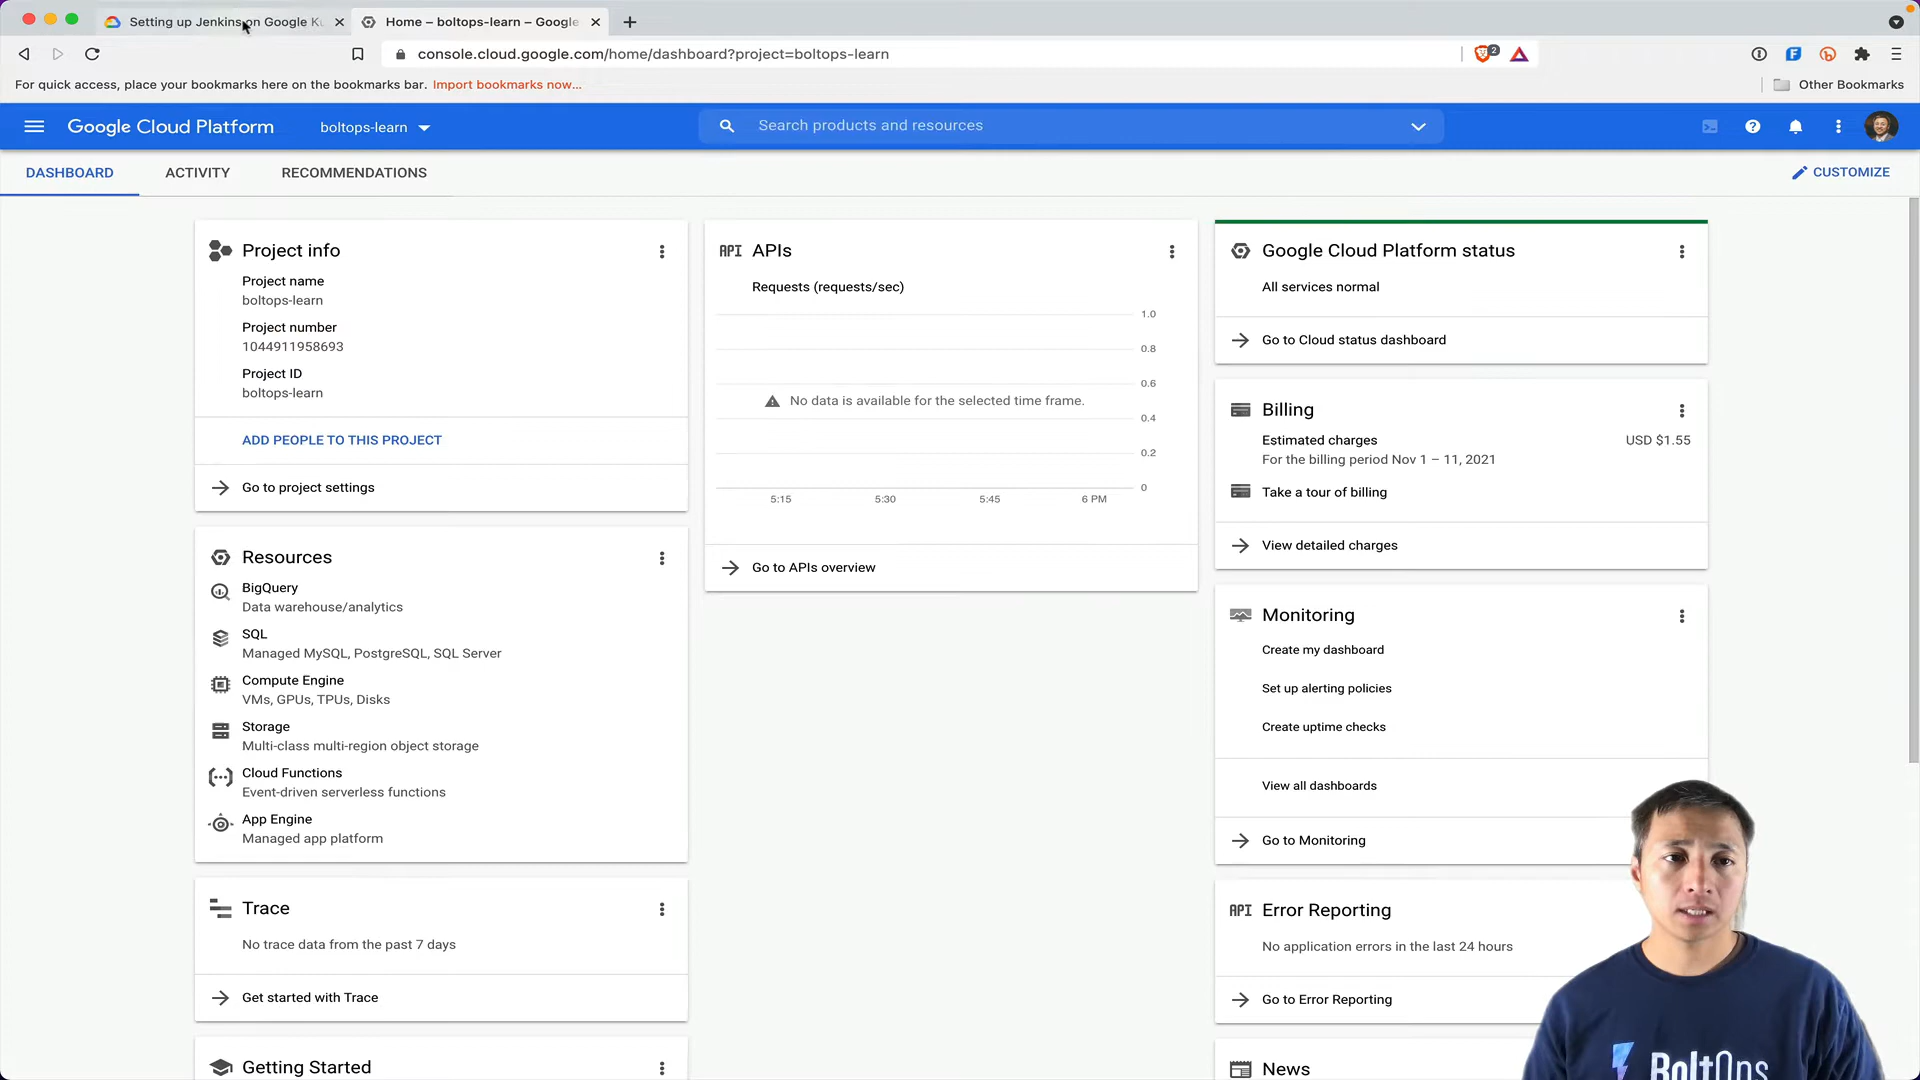 Setting up Jenkins on Google Ku
Home – boltops-learn – Google
console.cloud.google.com/home/dashboard?project=boltops-learn
2
For quick access, place your bookmarks here on the bookmarks bar. Import bookmarks now...
Other Bookmarks
Google Cloud Platform
boltops-learn
Search products and resources
DASHBOARD
ACTIVITY
RECOMMENDATIONS
CUSTOMIZE
Project info
Project name
boltops-learn
Project number
1044911958693
Project ID
boltops-learn
ADD PEOPLE TO THIS PROJECT
Go to project settings
Resources
BigQuery
Data warehouse/analytics
SQL
Managed MySQL, PostgreSQL, SQL Server
Compute Engine
VMs, GPUs, TPUs, Disks
Storage
Multi-class multi-region object storage
Cloud Functions
Event-driven serverless functions
App Engine
Managed app platform
Trace
No trace data from the past 7 days
Get started with Trace
Getting Started
API APIs
Requests (requests/sec)
1.0
0.8
0.6
No data is available for the selected time frame.
0.4
0.2
0
5:15 5:30 5:45 6 PM
Go to APIs overview
Google Cloud Platform status
All services normal
Go to Cloud status dashboard
Billing
Estimated charges USD $1.55
For the billing period Nov 1 – 11, 2021
Take a tour of billing
View detailed charges
Monitoring
Create my dashboard
Set up alerting policies
Create uptime checks
View all dashboards
Go to Monitoring
API Error Reporting
No application errors in the last 24 hours
Go to Error Reporting
News
BoltOps